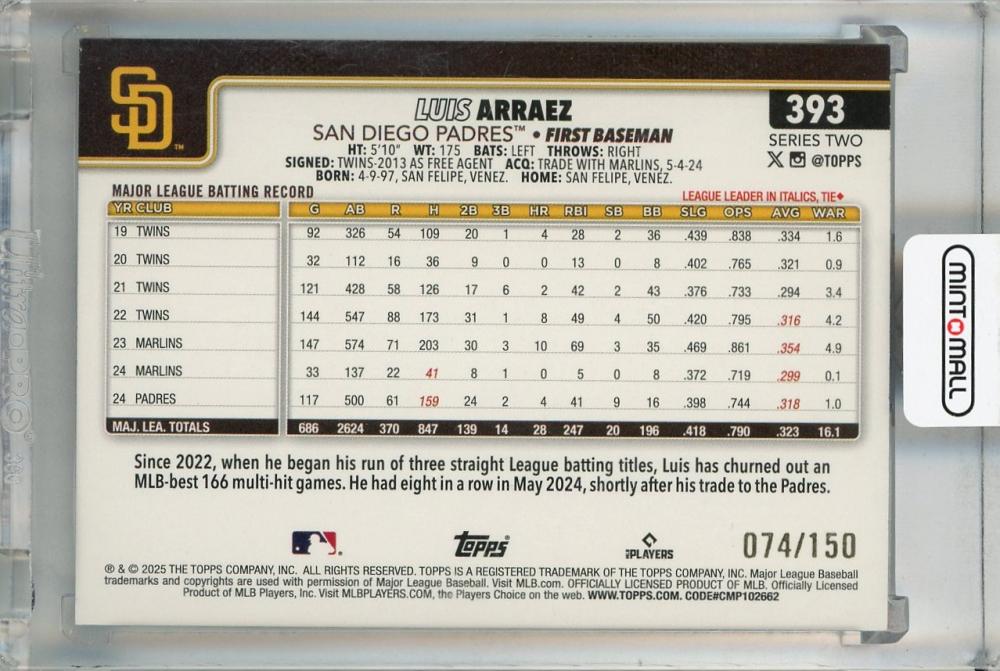 SD
™
LUIS ARRAEZ
393
SAN DIEGO PADRES™ • FIRST BASEMAN
SERIES TWO
HT: 5'10" WT: 175 BATS: LEFT THROWS: RIGHT
X @TOPPS
SIGNED: TWINS-2013 AS FREE AGENT ACQ: TRADE WITH MARLINS, 5-4-24
BORN: 4-9-97, SAN FELIPE, VENEZ. HOME: SAN FELIPE, VENEZ.
MAJOR LEAGUE BATTING RECORD
LEAGUE LEADER IN ITALICS, TIE♦
YR CLUB G AB R H 2B 3B HR RBI SB BB SLG OPS AVG WAR
19 TWINS 92 326 54 109 20 1 4 28 2 36 .439 .838 .334 1.6
20 TWINS 32 112 16 36 9 0 0 13 0 8 .402 .765 .321 0.9
21 TWINS 121 428 58 126 17 6 2 42 2 43 .376 .733 .294 3.4
22 TWINS 144 547 88 173 31 1 8 49 4 50 .420 .795 .316 4.2
23 MARLINS 147 574 71 203 30 3 10 69 3 35 .469 .861 .354 4.9
24 MARLINS 33 137 22 41 8 1 0 5 0 8 .372 .719 .299 0.1
24 PADRES 117 500 61 159 24 2 4 41 9 16 .398 .744 .318 1.0
MAJ. LEA. TOTALS 686 2624 370 847 139 14 28 247 20 196 .418 .790 .323 16.1
Since 2022, when he began his run of three straight League batting titles, Luis has churned out an
MLB-best 166 multi-hit games. He had eight in a row in May 2024, shortly after his trade to the Padres.
Topps
PLAYERS
074/150
® & © 2025 THE TOPPS COMPANY, INC. ALL RIGHTS RESERVED. TOPPS IS A REGISTERED TRADEMARK OF THE TOPPS COMPANY, INC. Major League Baseball
trademarks and copyrights are used with permission of Major League Baseball. Visit MLB.com. OFFICIALLY LICENSED PRODUCT OF MLB. Officially Licensed
Product of MLB Players, Inc. Visit MLBPLAYERS.COM, the Players Choice on the web. WWW.TOPPS.COM. CODE#CMP102662
MINT MALL